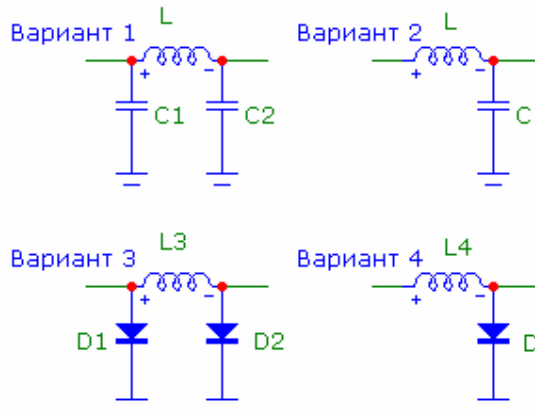 L
Вариант 1
+
-
C1
C2
L
Вариант 2
+
-
C
L3
Вариант 3
+
-
D1
D2
L4
Вариант 4
+
-
D